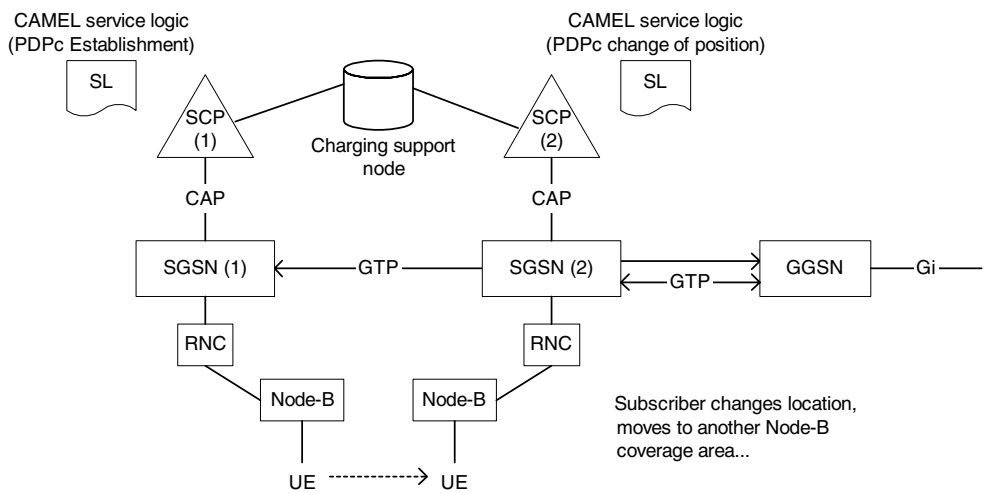 CAMEL service logic
(PDPc Establishment)
SL
SCP
(1)
Charging support
node
CAMEL service logic
(PDPc change of position)
SCP
(2)
SL
CAP
CAP
SGSN (1)
GTP
SGSN (2)
GTP
GGSN
Gi
RNC
RNC
Node-B
Node-B
Subscriber changes location,
moves to another Node-B
coverage area...
UE
UE